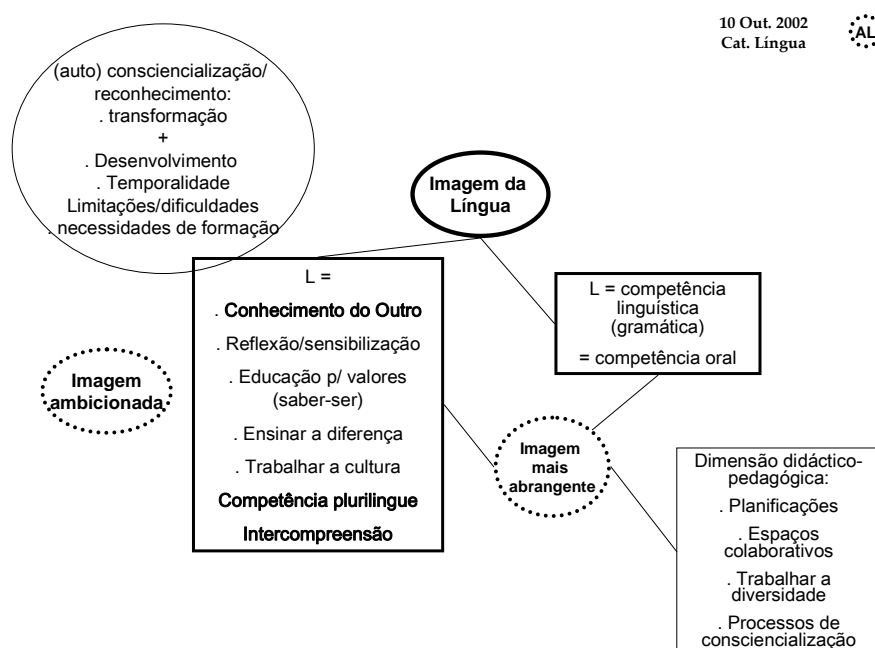 10 Out. 2002
Cat. Língua
AL
(auto) consciencialização/
reconhecimento:
. transformação
+
. Desenvolvimento
. Temporalidade
Limitações/dificuldades
. necessidades de formação
Imagem da
Língua
L =
. Conhecimento do Outro
. Reflexão/sensibilização
. Educação p/ valores
(saber-ser)
. Ensinar a diferença
. Trabalhar a cultura
Competência plurilingue
Intercompreensão
L = competência
linguística
(gramática)
= competência oral
Imagem
ambicionada
Imagem
mais
abrangente
Dimensão didáctico-
pedagógica:
. Planificações
. Espaços
colaborativos
. Trabalhar a
diversidade
. Processos de
consciencialização